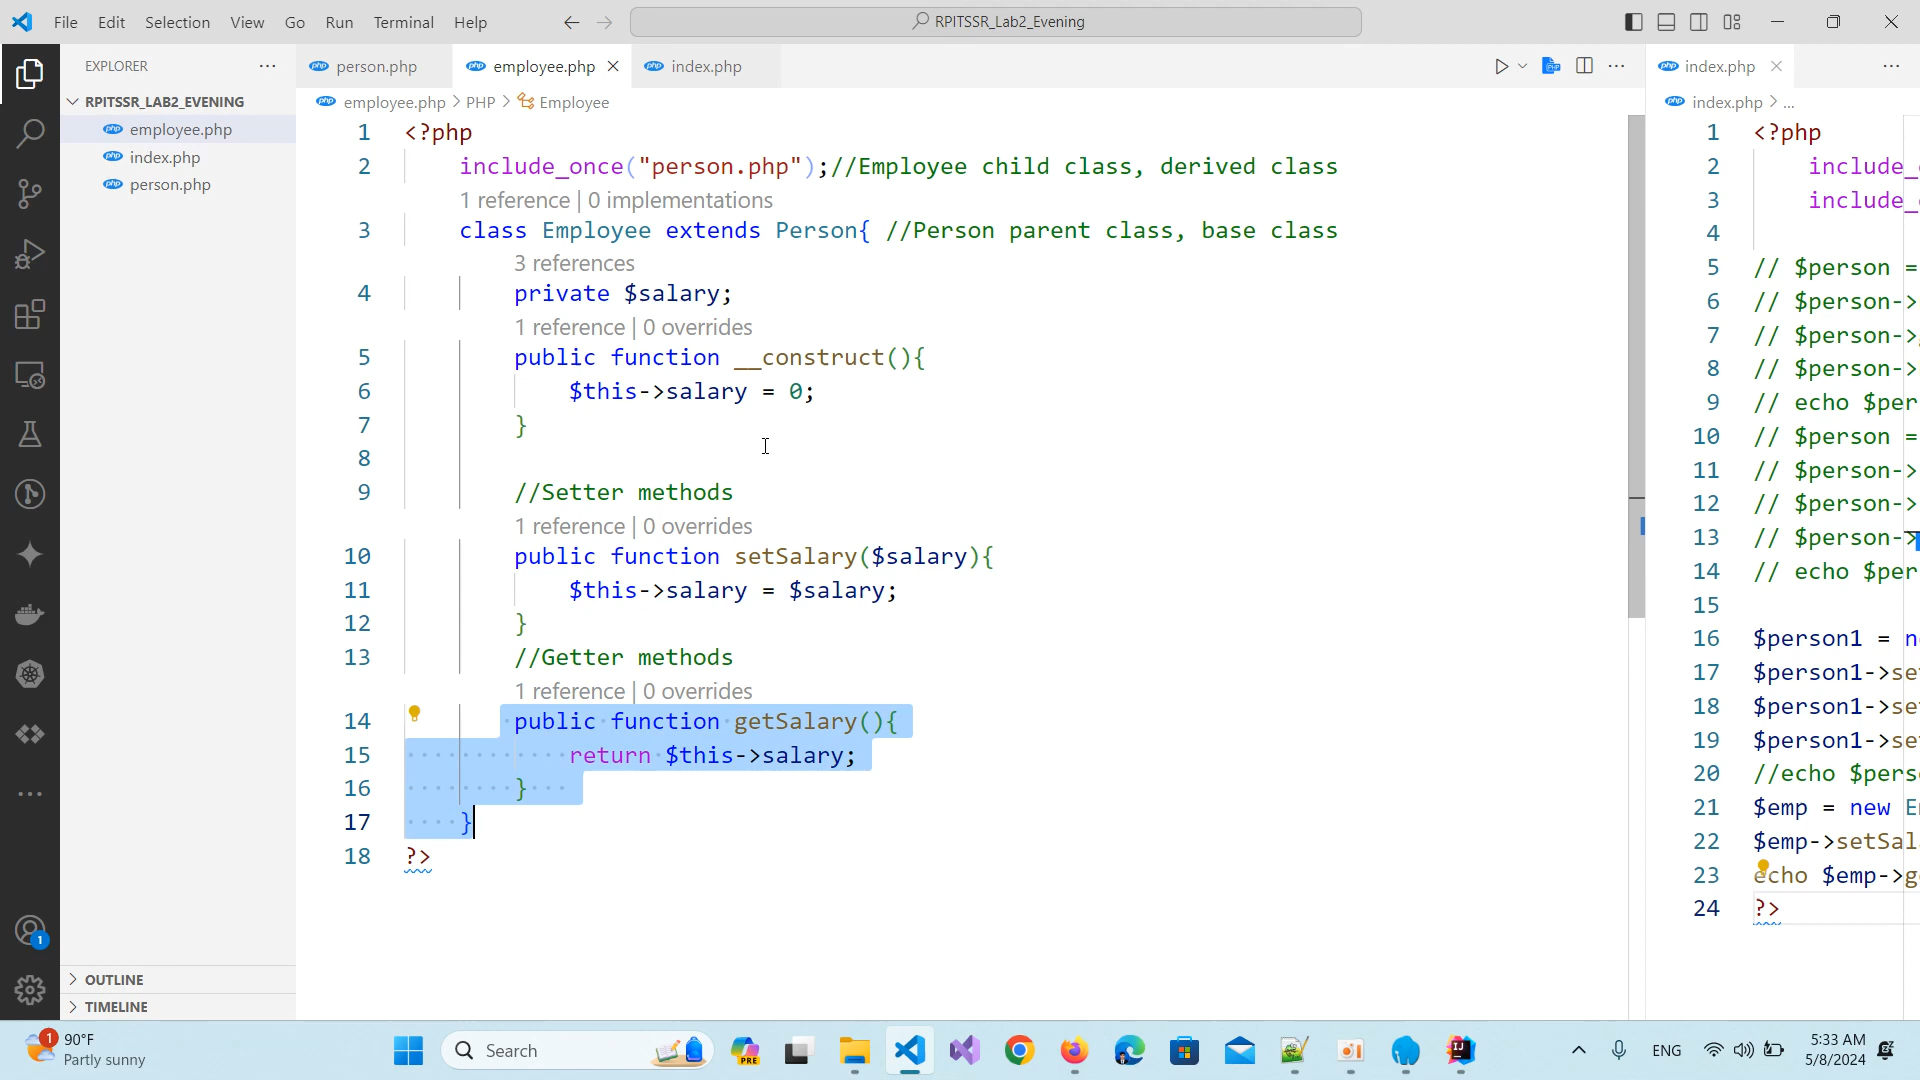 File Edit Selection View Go Run Terminal Help
RPITSSR_Lab2_Evening
EXPLORER
RPITSSR_LAB2_EVENING
employee.php
index.php
person.php
OUTLINE
TIMELINE
1
person.php
employee.php
index.php
employee.php > PHP > Employee
1 <?php
2 include_once("person.php");//Employee child class, derived class
1 reference | 0 implementations
3 class Employee extends Person{ //Person parent class, base class
3 references
4 private $salary;
1 reference | 0 overrides
5 public function __construct(){
6 $this->salary = 0;
7 }
8
9 //Setter methods
1 reference | 0 overrides
10 public function setSalary($salary){
11 $this->salary = $salary;
12 }
13 //Getter methods
1 reference | 0 overrides
14 public function getSalary(){
15 return $this->salary;
16 }
17 }
18 ?>
index.php
index.php > ...
1 <?php
2 include_
3 include_
4
5 // $person =
6 // $person->
7 // $person->
8 // $person->
9 // echo $per
10 // $person =
11 // $person->
12 // $person->
13 // $person->
14 // echo $per
15
16 $person1 = ne
17 $person1->se
18 $person1->se
19 $person1->se
20 //echo $pers
21 $emp = new E
22 $emp->setSal
23 echo $emp->g
24 ?>
1
90°F
Partly sunny
Search
PRE
ENG
5:33 AM
5/8/2024